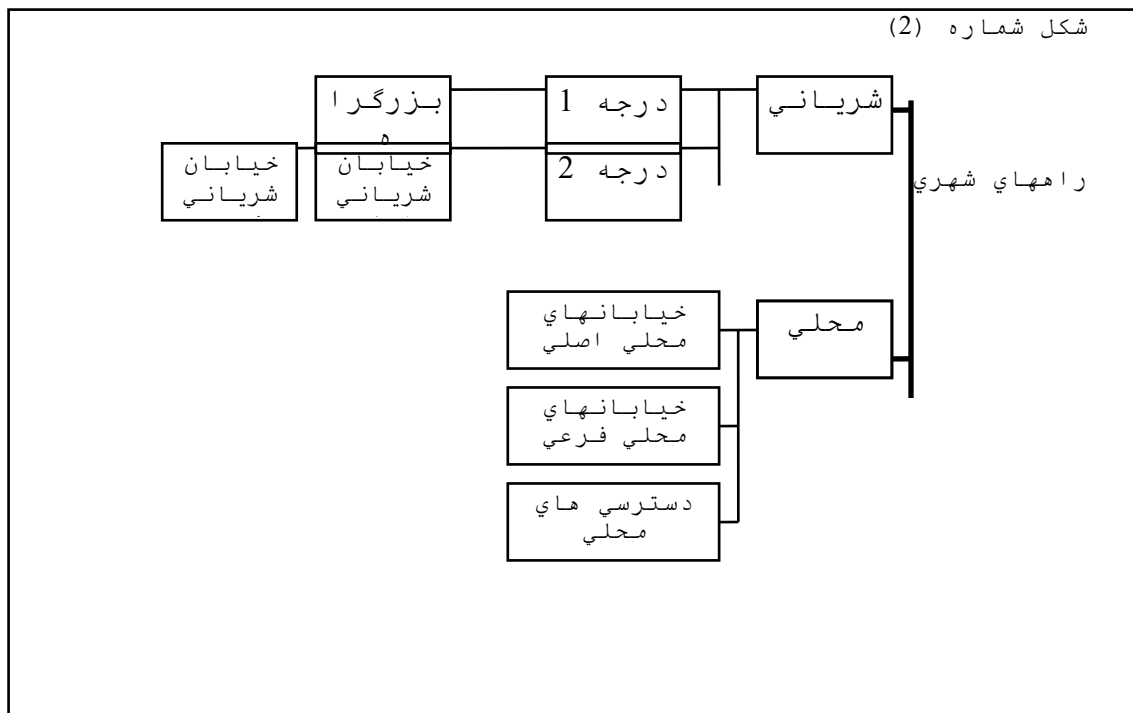 شكل شماره (2)
راههاي شهري
شرياني
درجه 1
بزرگراه
درجه 2
خيابان
شرياني
خيابان
شرياني
محلي
خيابانهاي
محلي اصلي
خيابانهاي
محلي فرعي
دسترسي هاي
محلي